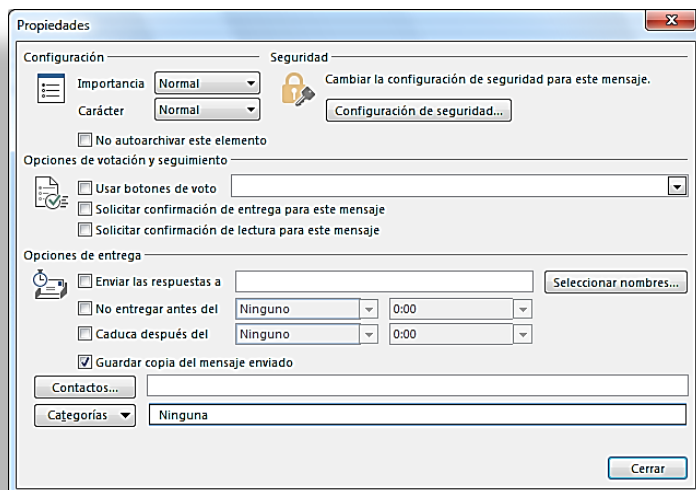 Propiedades
Configuración
Seguridad
Importancia Normal
Cambiar la configuración de seguridad para este mensaje.
Carácter Normal
Configuración de seguridad...
No autoarchivar este elemento
Opciones de votación y seguimiento
Usar botones de voto
Solicitar confirmación de entrega para este mensaje
Solicitar confirmación de lectura para este mensaje
Opciones de entrega
Enviar las respuestas a
Seleccionar nombres...
No entregar antes del Ninguno 0:00
Caduca después del Ninguno 0:00
Guardar copia del mensaje enviado
Contactos...
Categorías Ninguna
Cerrar